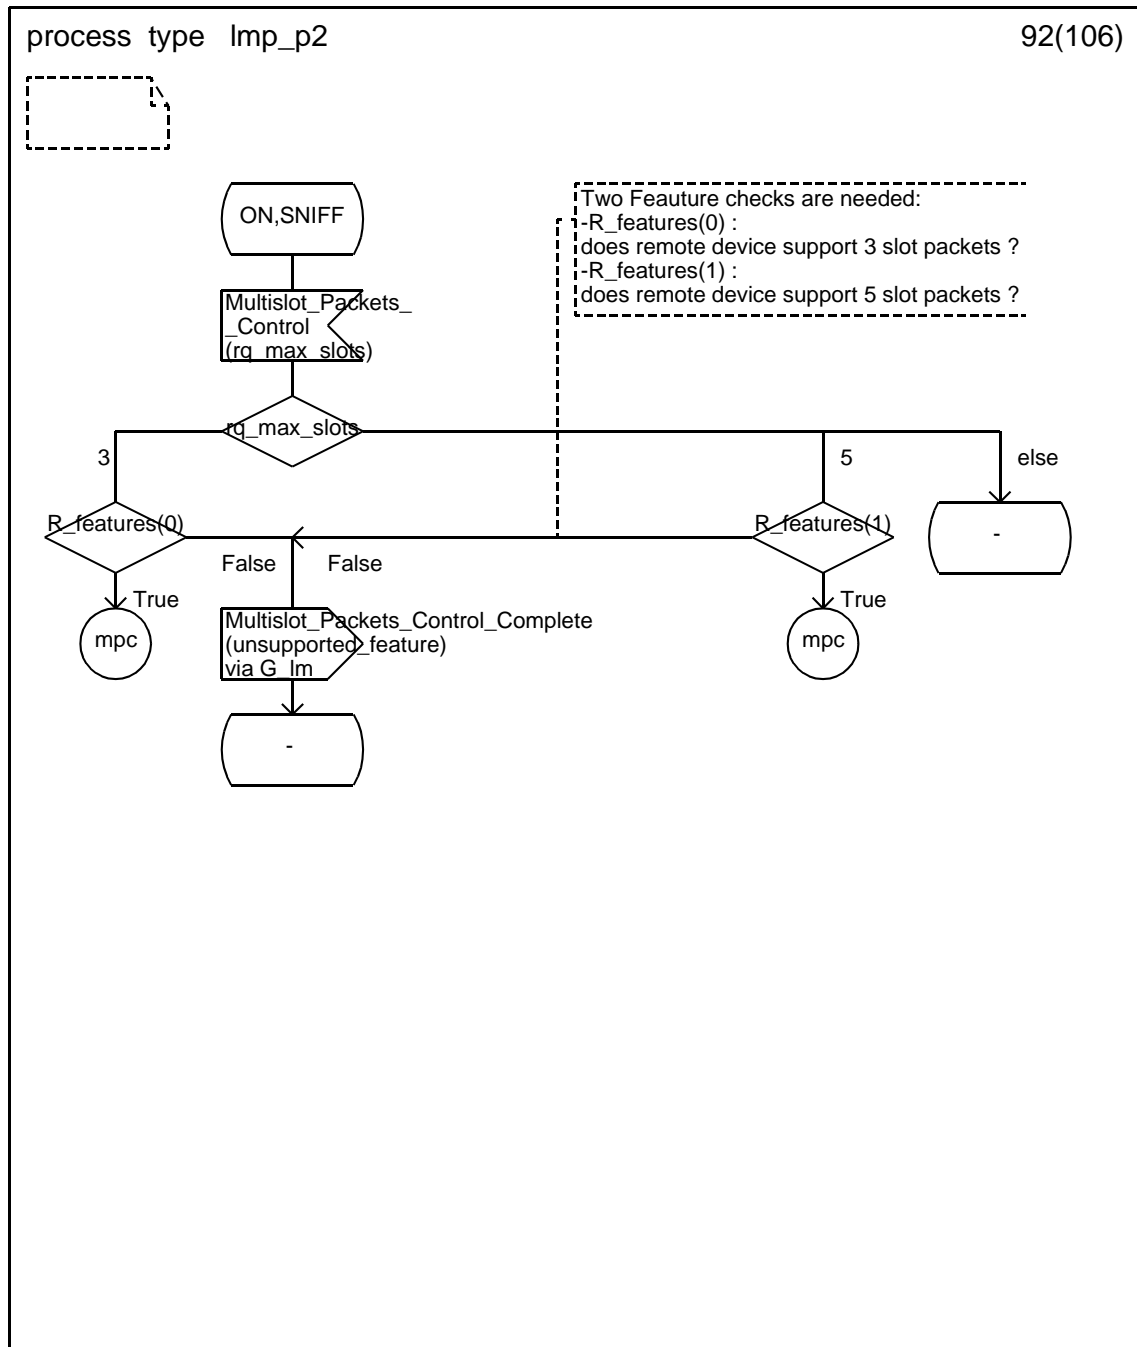 process type lmp_p2 92(106)
ON,SNIFF
Two Feauture checks are needed:
-R_features(0) :
does remote device support 3 slot packets ?
-R_features(1) :
does remote device support 5 slot packets ?
Multislot_Packets_
_Control
(rq_max_slots)
rq_max_slots
3
5
else
R_features(0)
R_features(1)
-
False
False
True
True
mpc
Multislot_Packets_Control_Complete
(unsupported_feature)
via G_lm
mpc
-